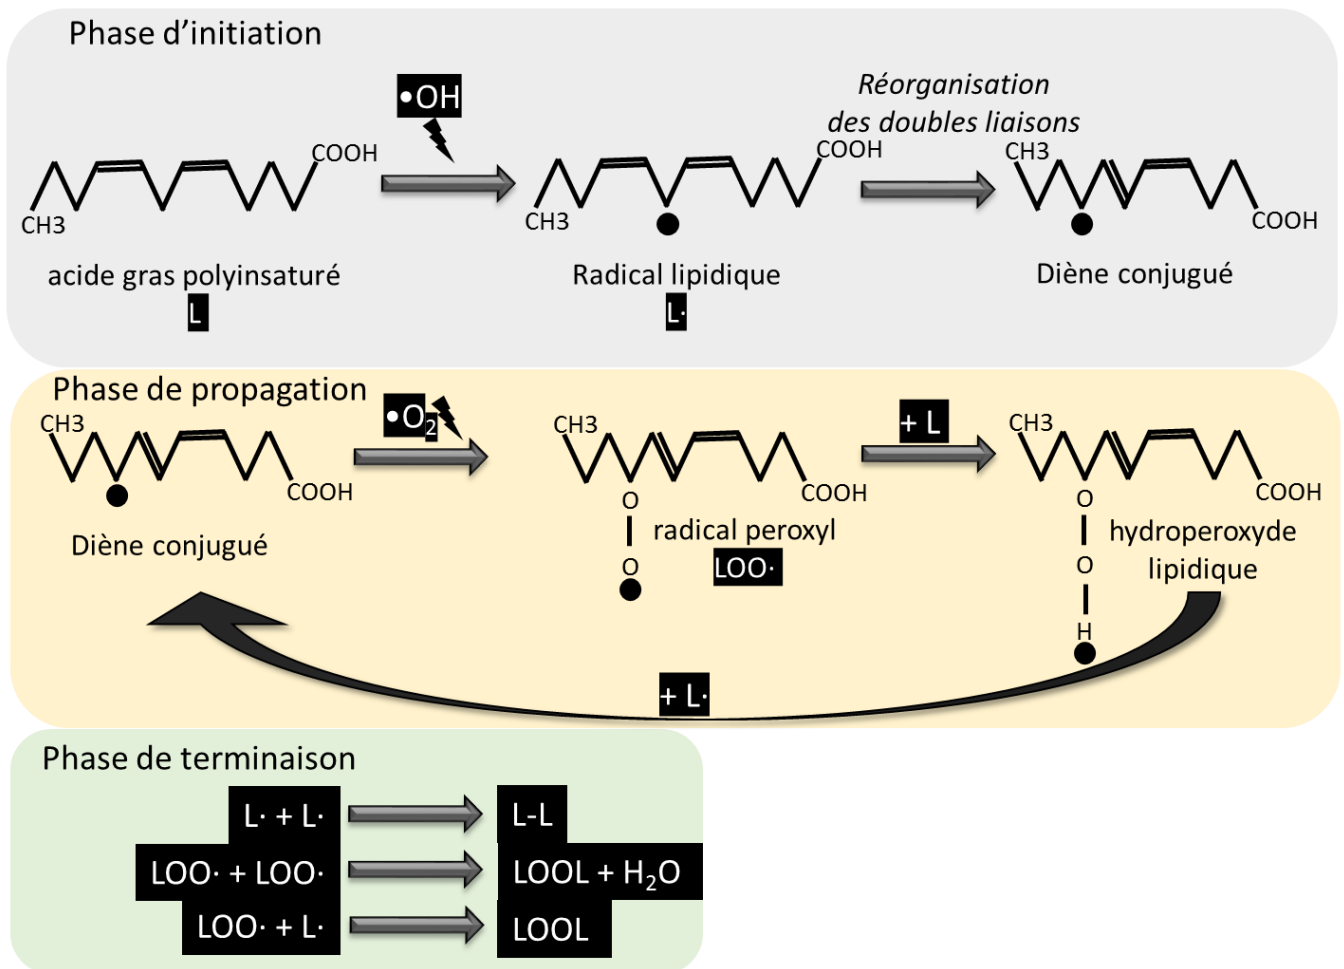 Phase d’initiation
•OH
Réorganisation
des doubles liaisons
COOH
CH3
acide gras polyinsaturé
L
COOH
CH3
Radical lipidique
L·
CH3
COOH
Diène conjugué
Phase de propagation
CH3
COOH
Diène conjugué
•O2
CH3
COOH
O
O
radical peroxyl
LOO·
+ L
CH3
COOH
O
O
H
hydroperoxyde
lipidique
+ L·
Phase de terminaison
L· + L·
L-L
LOO· + LOO·
LOOL + H2O
LOO· + L·
LOOL